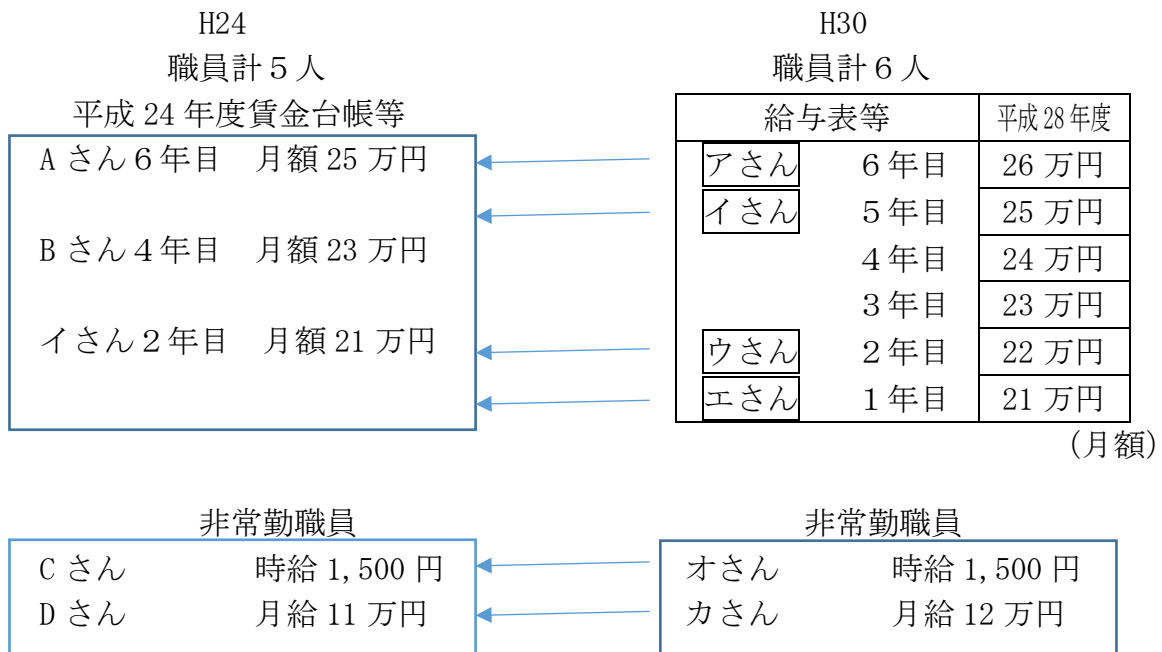 H24
職員計５人
平成24年度賃金台帳等
Aさん６年目 月額25万円
Bさん４年目 月額23万円
イさん２年目 月額21万円
非常勤職員
Cさん 時給1,500円
Dさん 月給11万円
H30
職員計６人
給与表等 平成28年度
アさん ６年目 26万円
イさん ５年目 25万円
４年目 24万円
３年目 23万円
ウさん ２年目 22万円
エさん １年目 21万円
(月額)
非常勤職員
オさん 時給1,500円
カさん 月給12万円